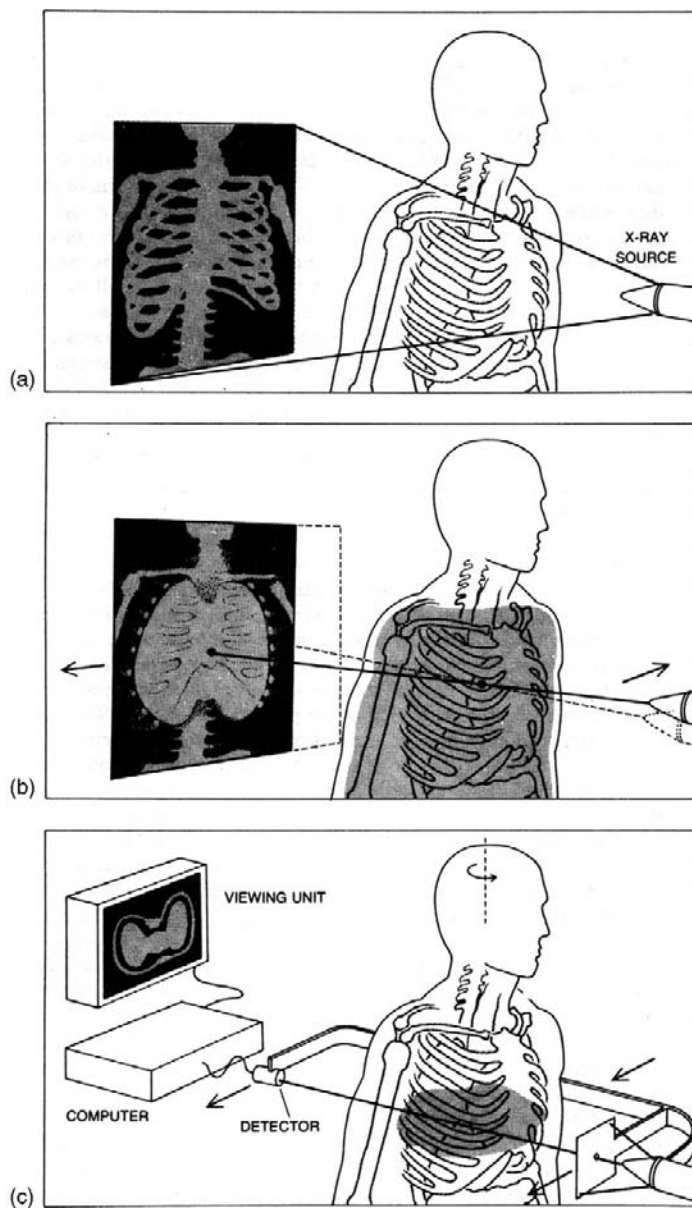 X-RAY
SOURCE
(a)
(b)
VIEWING UNIT
COMPUTER
DETECTOR
(c)